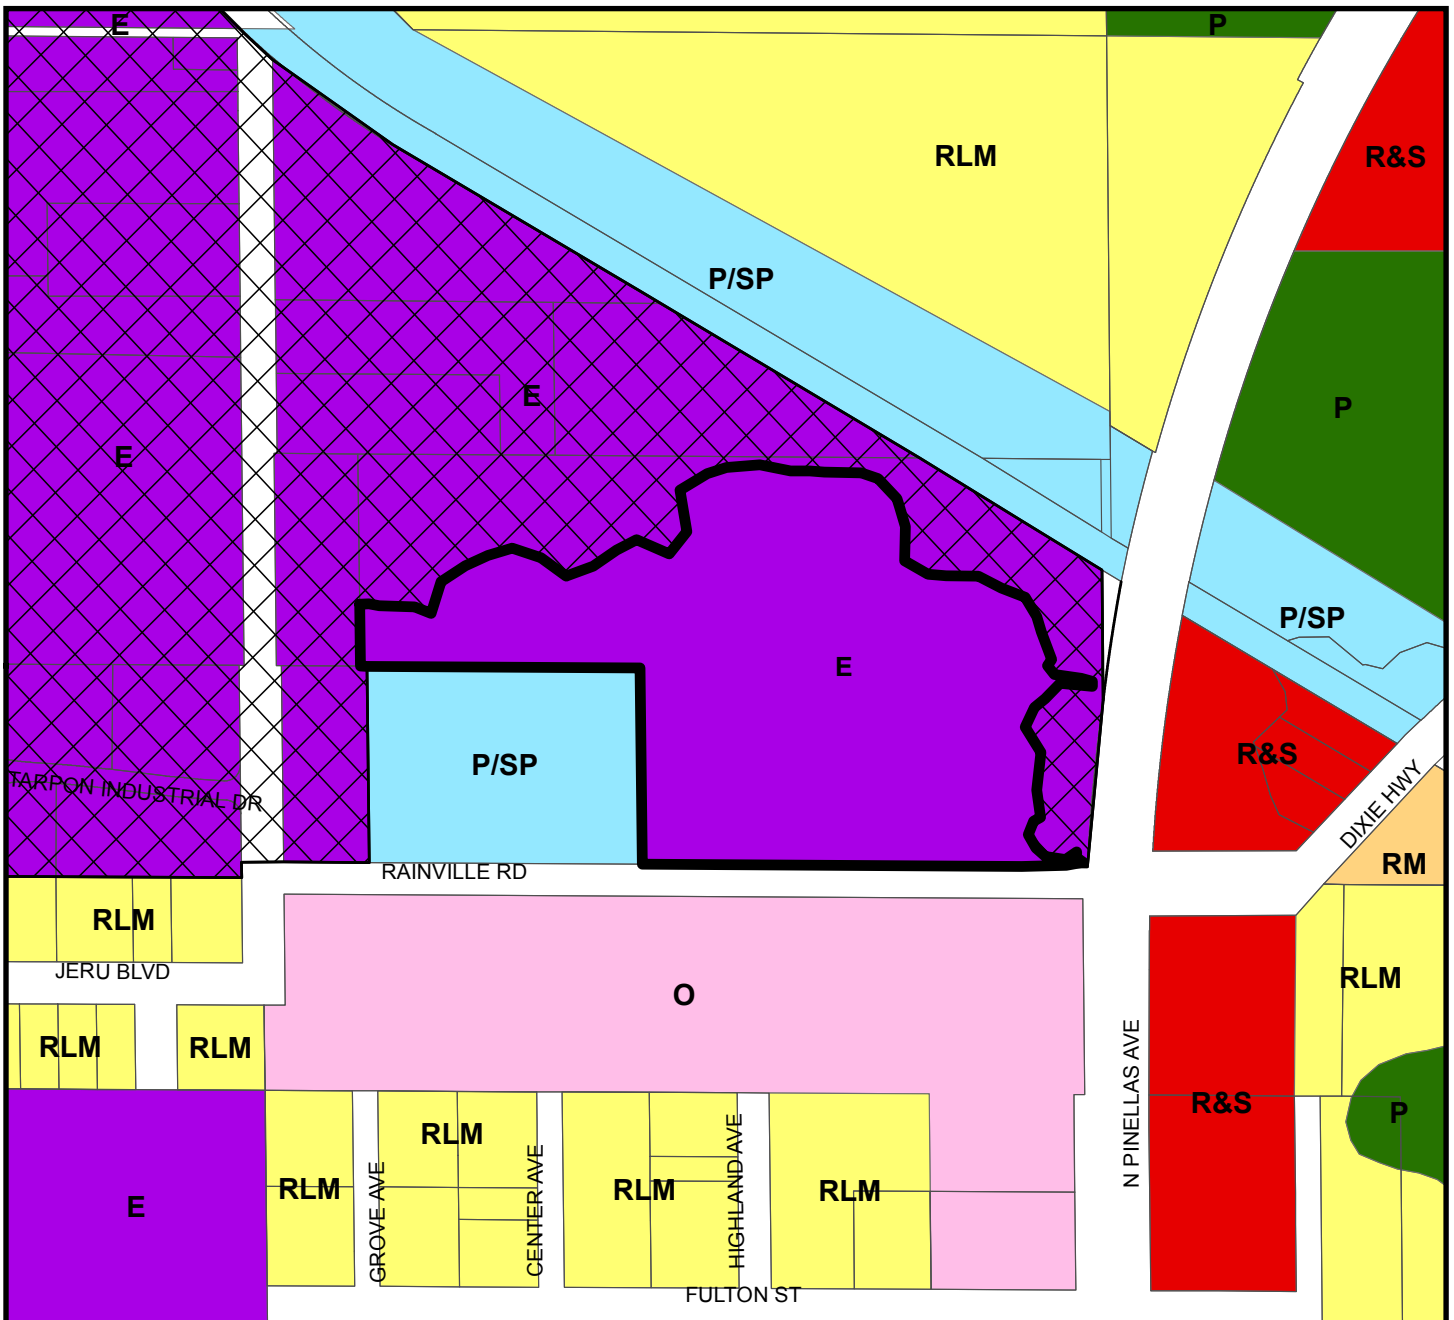 E
P
RLM
R&S
P/SP
E
P
E
P/SP
E
R&S
P/SP
TARPON INDUSTRIAL DR
DIXIE HWY
RM
RAINVILLE RD
RLM
JERU BLVD
O
RLM
RLM
RLM
N PINELLAS AVE
R&S
P
RLM
RLM
RLM
RLM
E
GROVE AVE
CENTER AVE
HIGHLAND AVE
FULTON ST